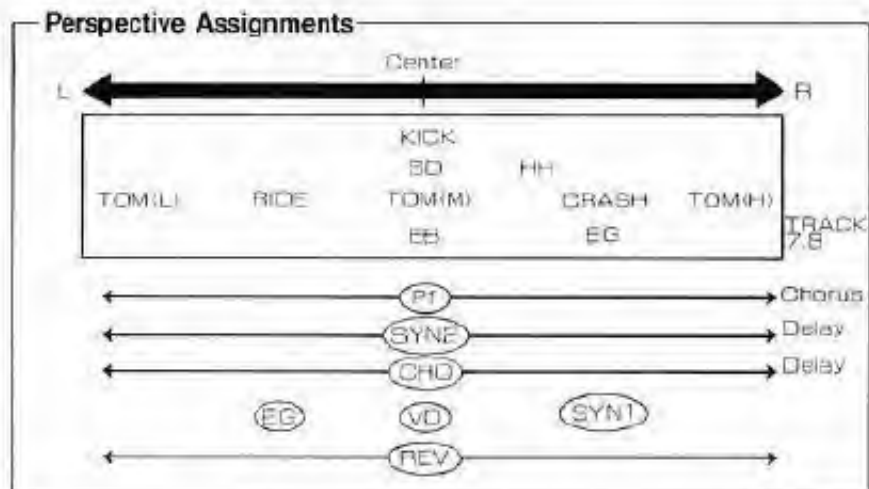 Perspective Assignments
Center
L R
KICK
SD HH
TOM(L) RIDE TOM(M) CRASH TOM(H)
EB EG
TRACK
7.8
Pf Chorus
SYN2 Delay
CHO Delay
EG VO SYN1
REV